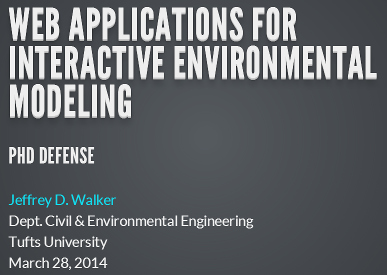 WEB APPLICATIONS FOR
INTERACTIVE ENVIRONMENTAL
MODELING
PHD DEFENSE
Jeffrey D. Walker
Dept. Civil & Environmental Engineering
Tufts University
March 28, 2014